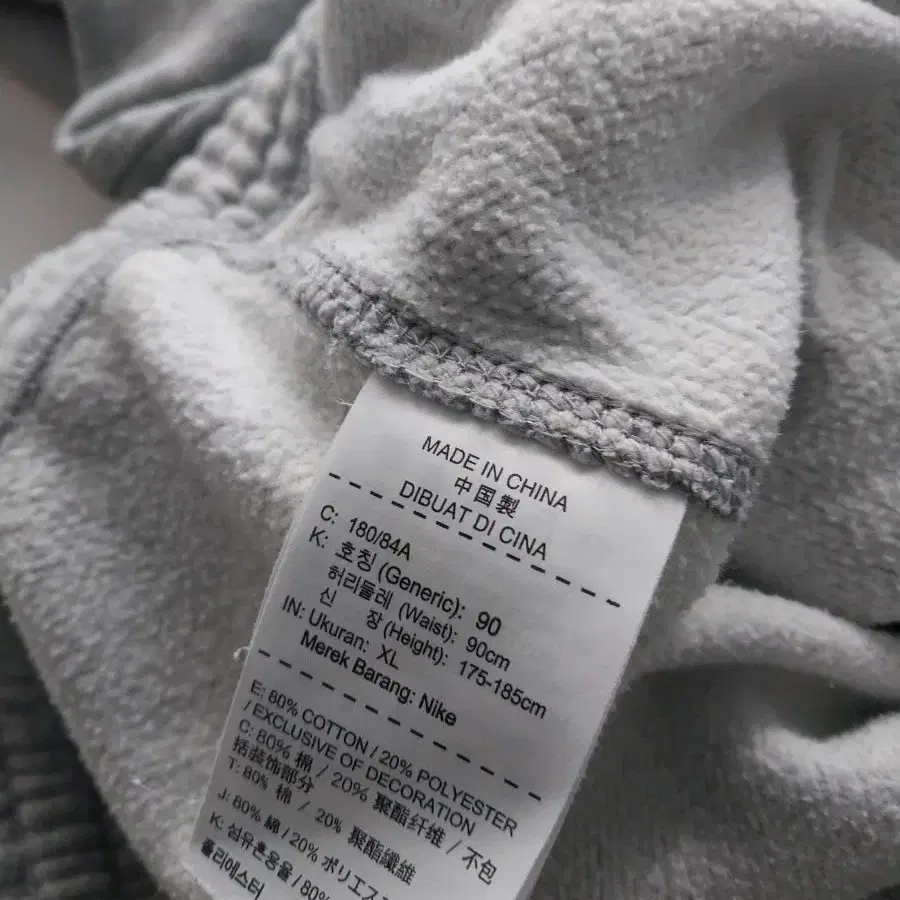 MADE IN CHINA
中国製
DIBUAT DI CINA
C: 180/84A
K: 호칭 (Generic): 90
허리둘레 (Waist): 90cm
신 장 (Height): 175-185cm
IN: Ukuran: XL
Merek Barang: Nike
E: 80% COTTON / 20% POLYESTER
/ EXCLUSIVE OF DECORATION
C: 80% 棉 / 20% 聚酯纤维 / 不包
括装饰部分
T: 80% 棉 / 20% 聚酯纖維
J: 80% 綿 / 20% ポリエス
K: 섬유혼용율 / 80%
폴리에스터